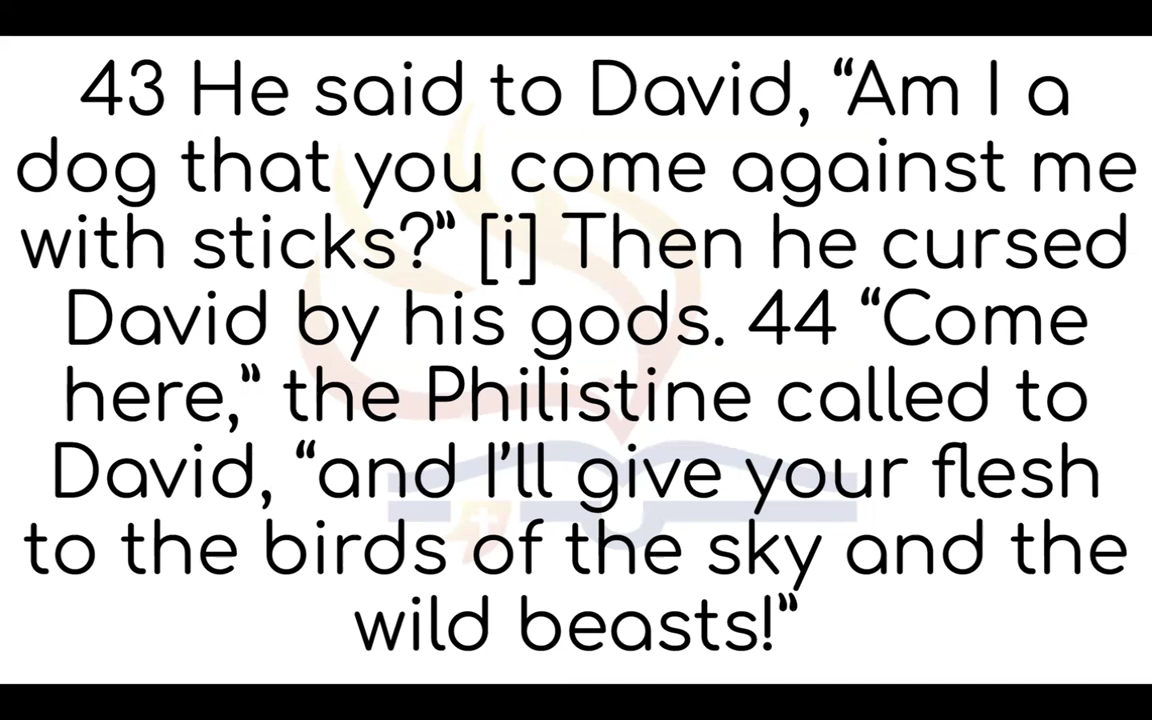 43 He said to David, “Am I a
dog that you come against me
with sticks?” [i] Then he cursed
David by his gods. 44 “Come
here,” the Philistine called to
David, “and I’ll give your flesh
to the birds of the sky and the
wild beasts!”